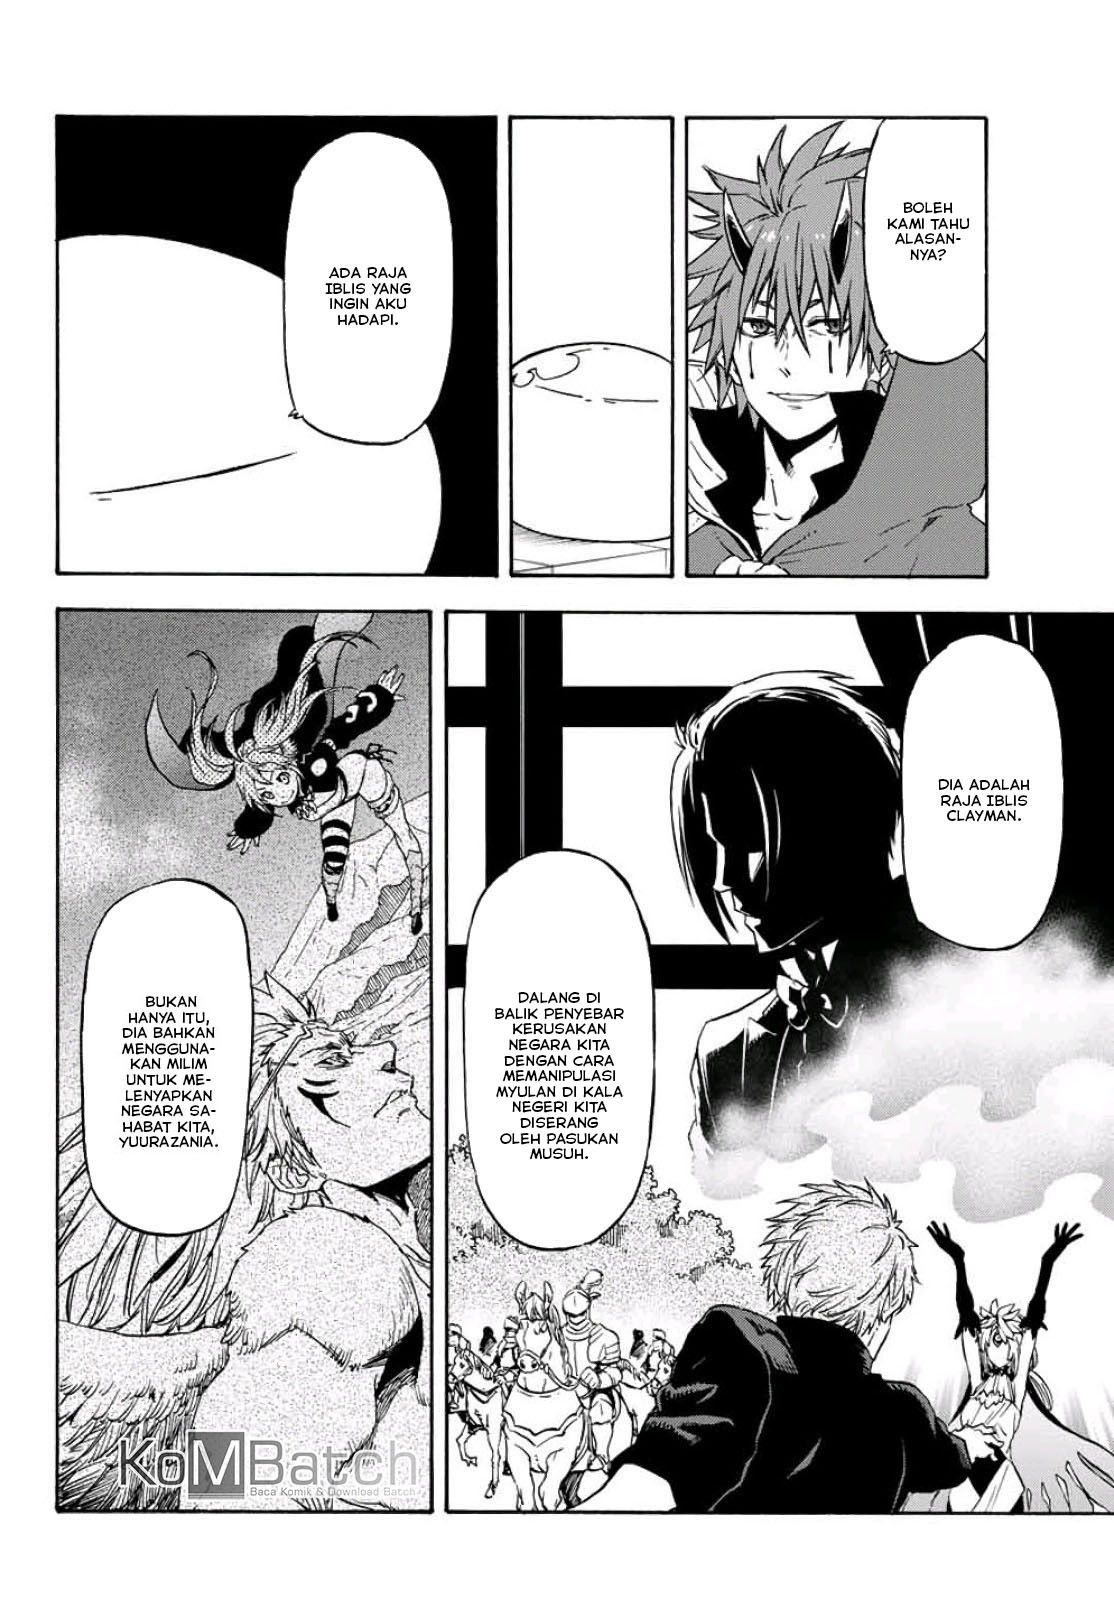 BOLEH
KAMI TAHU
ALASAN-
NYA?
ADA RAJA
IBLIS YANG
INGIN AKU
HADAPI.
DIA ADALAH
RAJA IBLIS
CLAYMAN.
DALANG DI
BALIK PENYEBAR
KERUSAKAN
NEGARA KITA
DENGAN CARA
MEMANIPULASI
MYULAN DI KALA
NEGERI KITA
DISERANG
OLEH PASUKAN
MUSUH.
BUKAN
HANYA ITU,
DIA BAHKAN
MENGGUNA-
KAN MILIM
UNTUK ME-
LENYAPKAN
NEGARA SA-
HABAT KITA,
YUURAZANIA.
KOMBatch
Baca Komik & Download Batch